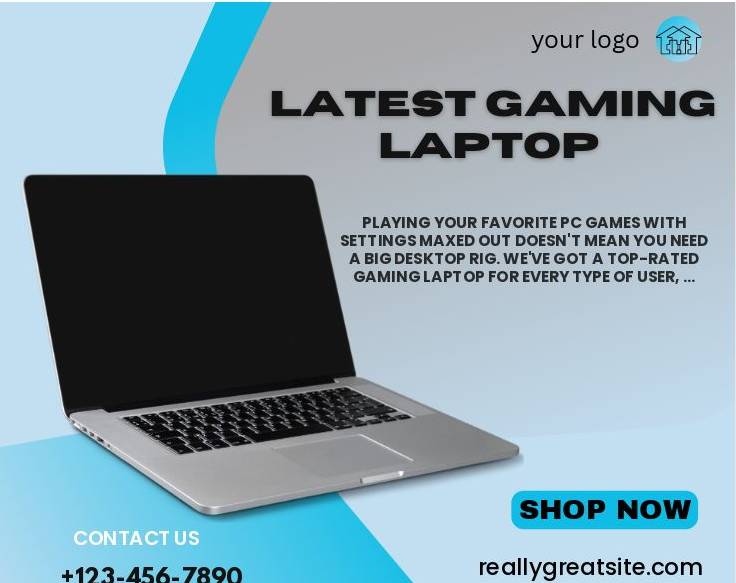 your logo
LATEST GAMING
LAPTOP
PLAYING YOUR FAVORITE PC GAMES WITH
SETTINGS MAXED OUT DOESN'T MEAN YOU NEED
A BIG DESKTOP RIG. WE'VE GOT A TOP-RATED
GAMING LAPTOP FOR EVERY TYPE OF USER, ...
SHOP NOW
CONTACT US
+123-456-7890
reallygreatsite.com